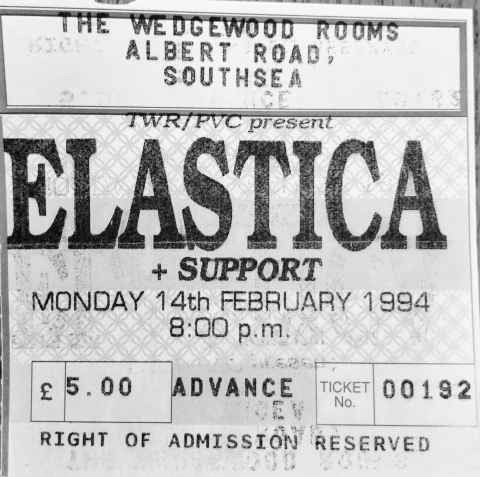 THE WEDGEWOOD ROOMS
ALBERT ROAD,
SOUTHSEA
TWR/PVC present
ELASTICA
+ SUPPORT
MONDAY 14th FEBRUARY 1994
8:00 p.m.
£ 5.00 ADVANCE TICKET No. 00192
RIGHT OF ADMISSION RESERVED